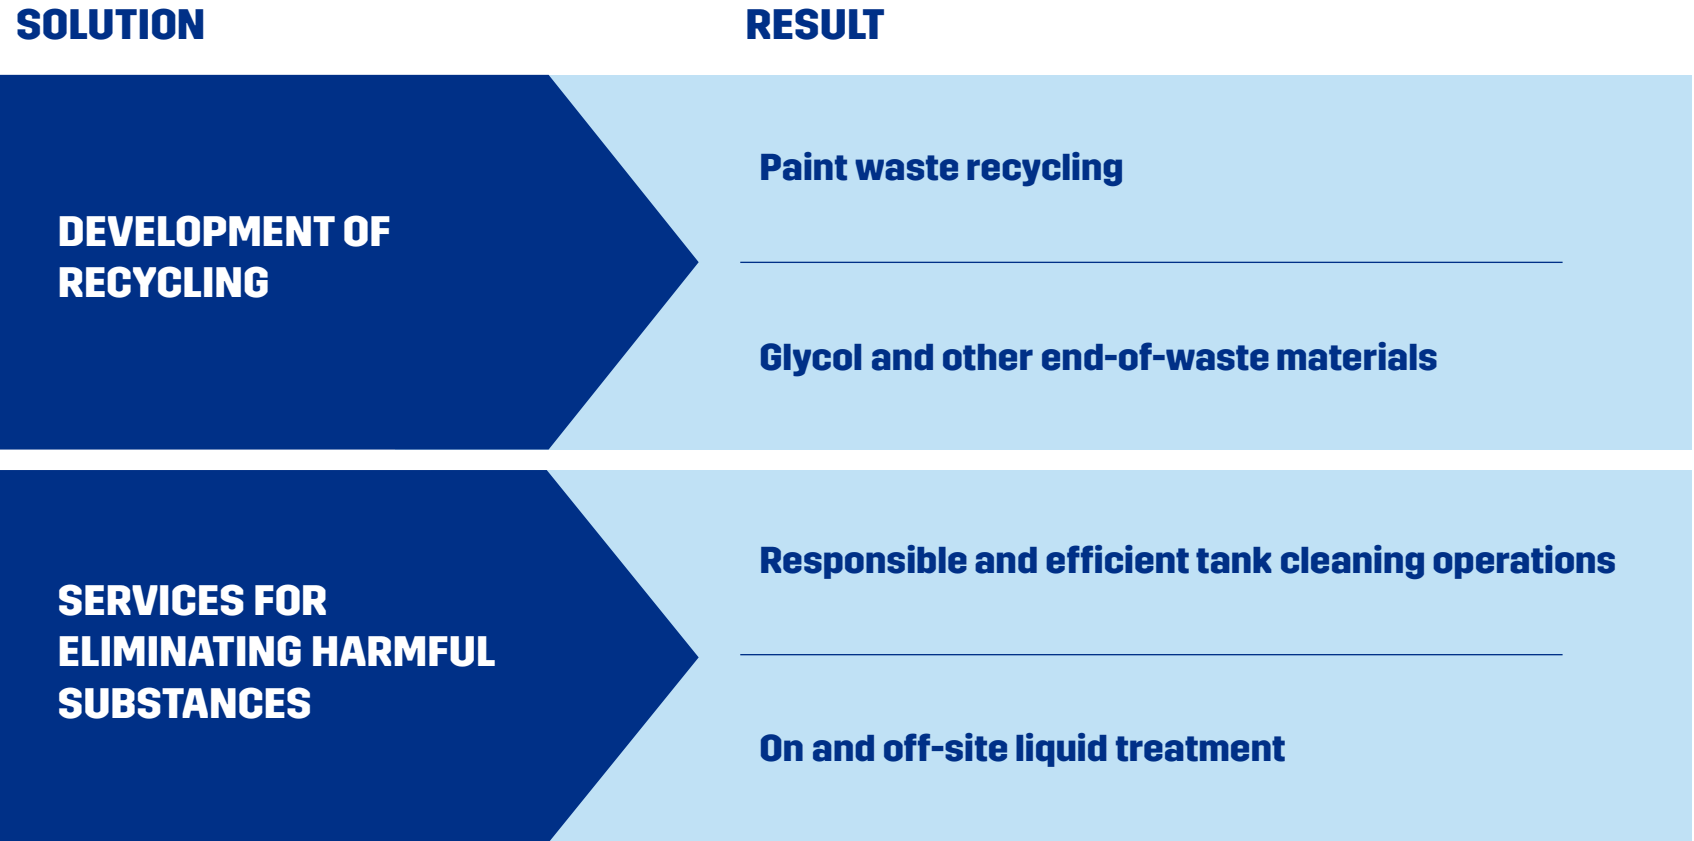 SOLUTION
RESULT
DEVELOPMENT OF
RECYCLING
Paint waste recycling
Glycol and other end-of-waste materials
SERVICES FOR
ELIMINATING HARMFUL
SUBSTANCES
Responsible and efficient tank cleaning operations
On and off-site liquid treatment